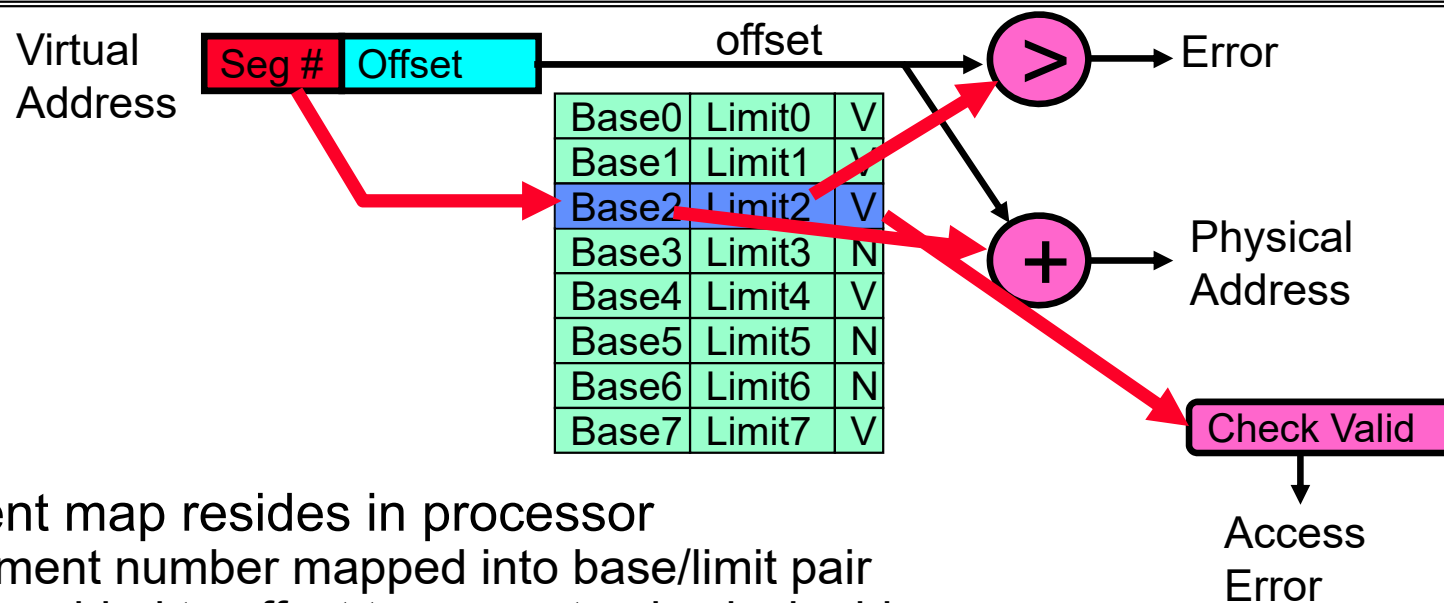 Virtual
Address
Seg # Offset
offset
>
Error
Base0 Limit0 V
Base1 Limit1 V
Base2 Limit2 V
Base3 Limit3 N
Base4 Limit4 V
Base5 Limit5 N
Base6 Limit6 N
Base7 Limit7 V
+
Physical
Address
Check Valid
Access
Error
ent map resides in processor
ment number mapped into base/limit pair